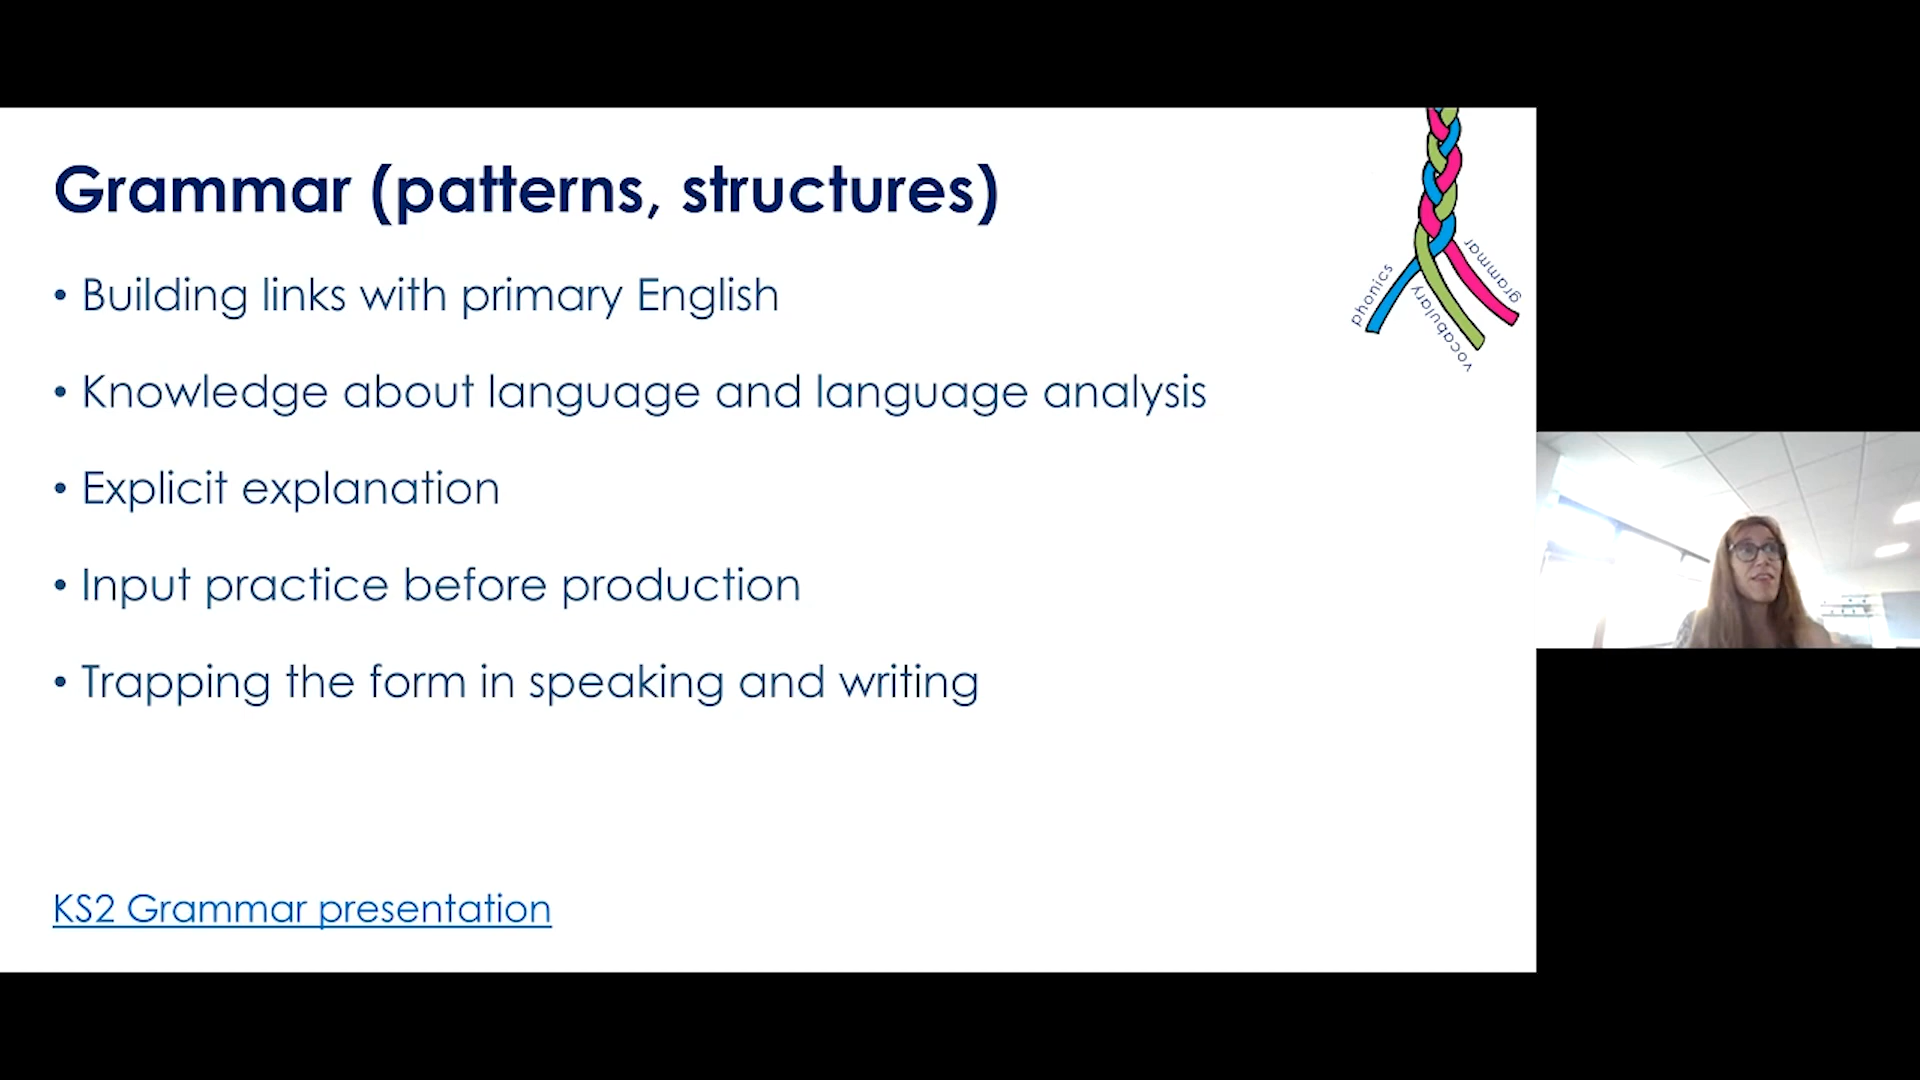 Grammar (patterns, structures)
• Building links with primary English
• Knowledge about language and language analysis
• Explicit explanation
• Input practice before production
• Trapping the form in speaking and writing
KS2 Grammar presentation
phonics
vocabulary
grammar